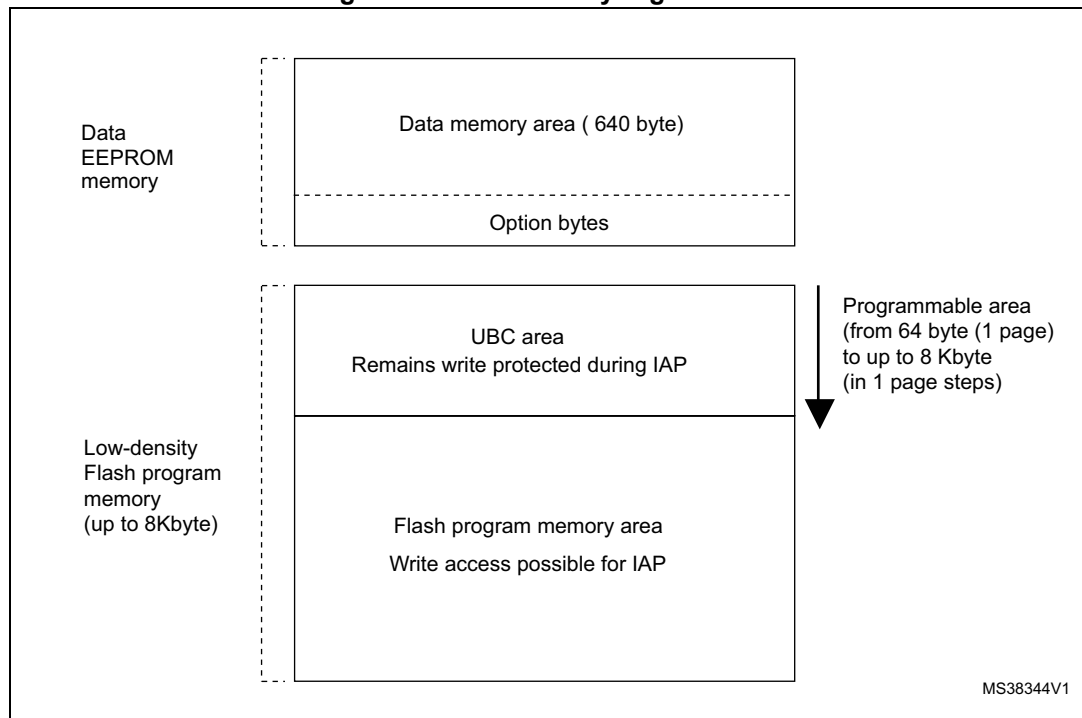 Data memory area ( 640 byte)
Data
EEPROM
memory
Option bytes
Programmable area
(from 64 byte (1 page)
to up to 8 Kbyte
(in 1 page steps)
UBC area
Remains write protected during IAP
Low-density
Flash program
memory
(up to 8Kbyte)
Flash program memory area
Write access possible for IAP
MS38344V1